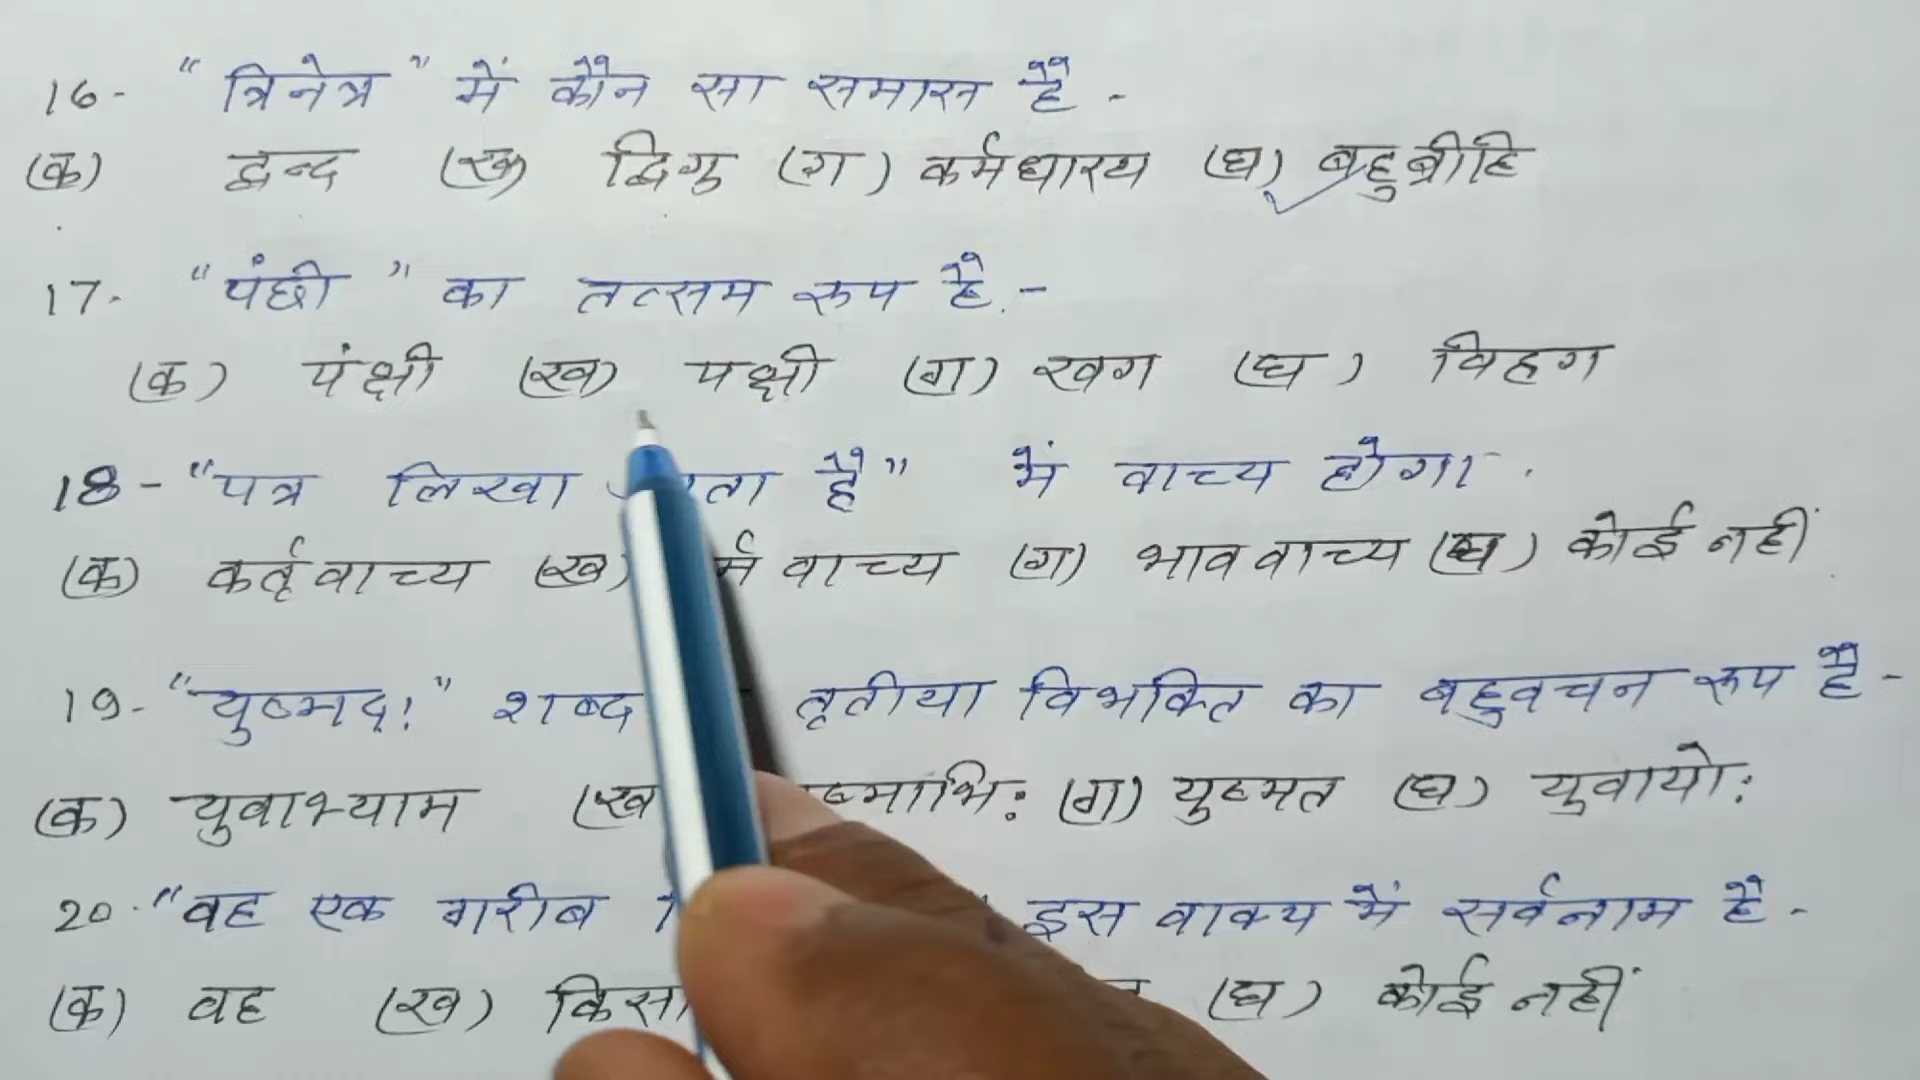 16- "त्रिनेत्र" में कौन सा समास है -
(क) द्वन्द (ख) द्विगु (ग) कर्मधारय (घ) बहुब्रीहि
17- "पंछी" का तत्सम रूप है -
(क) पंक्षी (ख) पक्षी (ग) खग (घ) विहग
18- "पत्र लिखा है" में वाच्य होगा .
(क) कर्तृवाच्य (ख) वाच्य (ग) भाववाच्य (घ) कोई नहीं
19- "युष्मद्!" शब्द तृतीया विभक्ति का बहुवचन रूप है -
(क) युवाभ्याम (ख (ग) युष्मत (घ) युवायो:
20- "वह एक गरीब इस वाक्य में सर्वनाम है -
(क) वह (ख) (घ) कोई नहीं